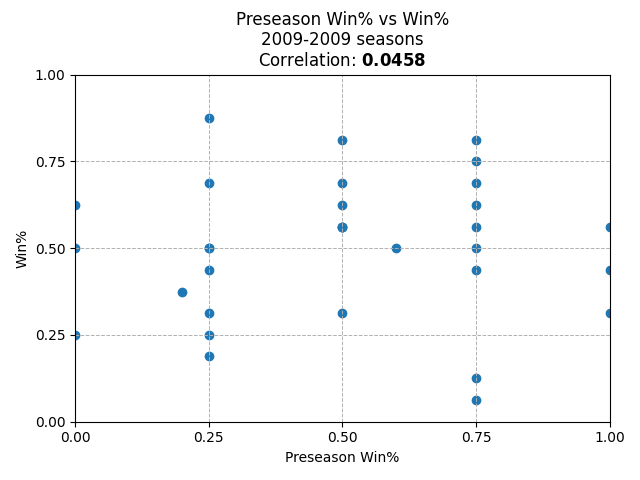 Preseason Win% vs Win%
2009-2009 seasons
Correlation: 0.0458
1.00
0.75
0.50
0.25
0.00
Win%
0.00 0.25 0.50 0.75 1.00
Preseason Win%